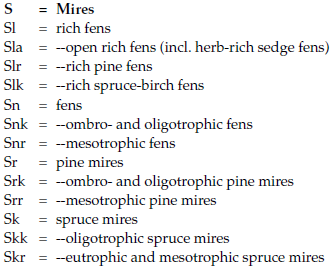 S = Mires
Sl = rich fens
Sla = --open rich fens (incl. herb-rich sedge fens)
Slr = --rich pine fens
Slk = --rich spruce-birch fens
Sn = fens
Snk = --ombro- and oligotrophic fens
Snr = --mesotrophic fens
Sr = pine mires
Srk = --ombro- and oligotrophic pine mires
Srr = --mesotrophic pine mires
Sk = spruce mires
Skk = --oligotrophic spruce mires
Skr = --eutrophic and mesotrophic spruce mires